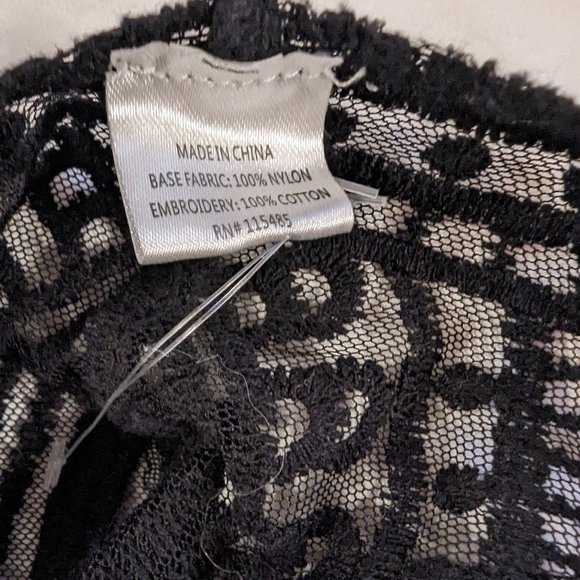 MADE IN CHINA
BASE FABRIC: 100% NYLON
EMBROIDERY: 100% COTTON
RN# 115485